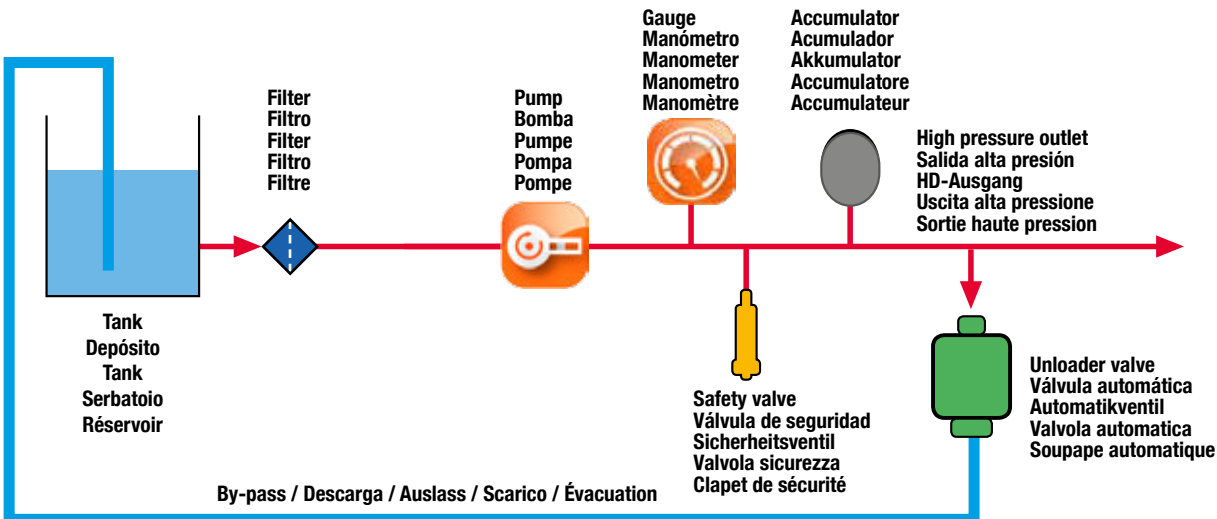 Gauge
Manómetro
Manometer
Manometro
Manomètre
Accumulator
Acumulador
Akkumulator
Accumulatore
Accumulateur
Filter
Filtro
Filter
Filtro
Filtre
Pump
Bomba
Pumpe
Pompa
Pompe
High pressure outlet
Salida alta presión
HD-Ausgang
Uscita alta pressione
Sortie haute pression
Tank
Depósito
Tank
Serbatoio
Réservoir
Safety valve
Válvula de seguridad
Sicherheitsventil
Valvola sicurezza
Clapet de sécurité
Unloader valve
Válvula automática
Automatikventil
Valvola automatica
Soupape automatique
By-pass / Descarga / Auslass / Scarico / Évacuation